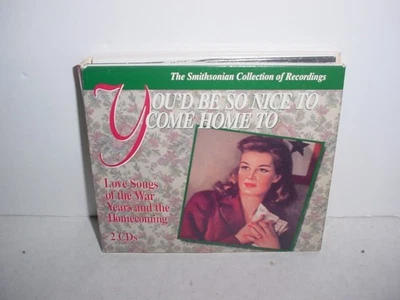 The Smithsonian Collection of Recordings
YOU'D BE SO NICE TO
COME HOME TO
Love Songs
of the War
Years and the
Homecoming
2 CDs